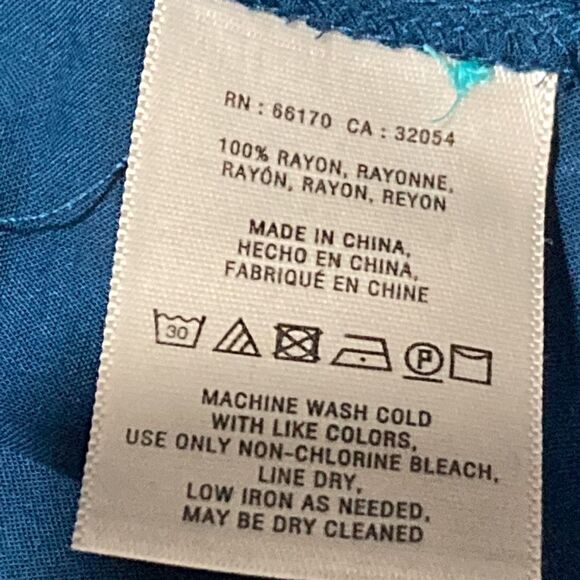 RN : 66170 CA : 32054
100% RAYON, RAYONNE,
RAYÓN, RAYON, REYON
MADE IN CHINA,
HECHO EN CHINA,
FABRIQUÉ EN CHINE
30 P
MACHINE WASH COLD
WITH LIKE COLORS,
USE ONLY NON-CHLORINE BLEACH,
LINE DRY,
LOW IRON AS NEEDED,
MAY BE DRY CLEANED